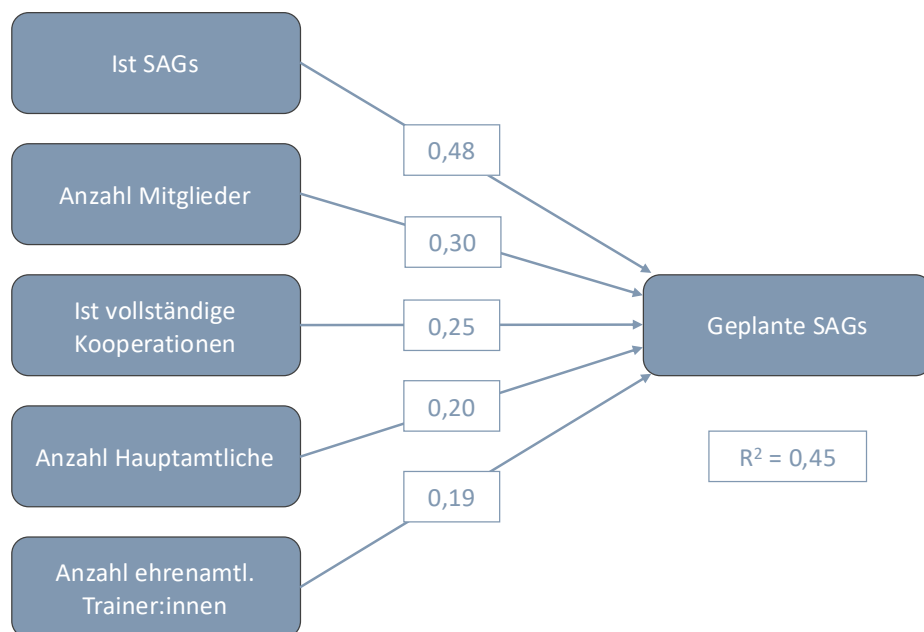 Ist SAGs
0,48
Anzahl Mitglieder
0,30
Ist vollständige
Kooperationen
0,25
Geplante SAGs
0,20
Anzahl Hauptamtliche
R² = 0,45
0,19
Anzahl ehrenamtl.
Trainer:innen